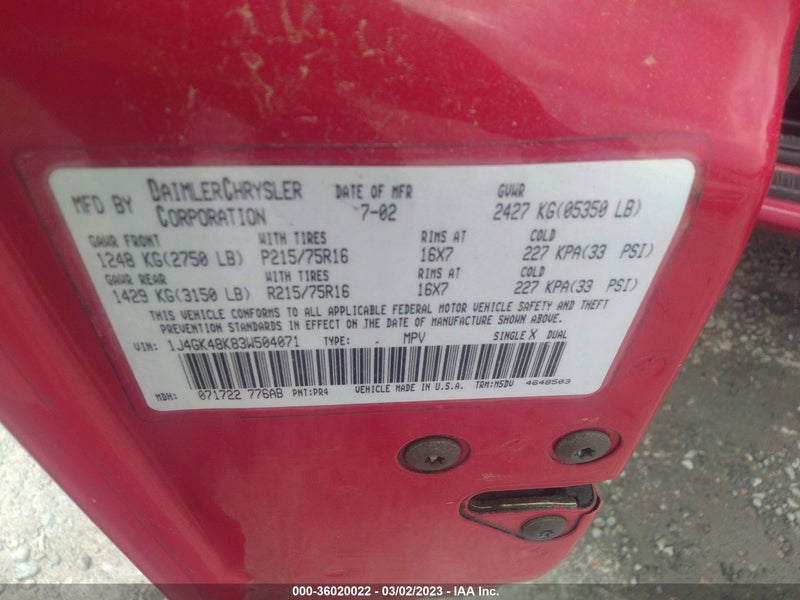 MFD BY DAIMLERCHRYSLER CORPORATION DATE OF MFR 7-02 GVWR 2427 KG(05350 LB)
GAWR FRONT WITH TIRES RIMS AT COLD
1248 KG(2750 LB) P215/75R16 16X7 227 KPA(33 PSI)
GAWR REAR WITH TIRES RIMS AT COLD
1429 KG(3150 LB) R215/75R16 16X7 227 KPA(33 PSI)
THIS VEHICLE CONFORMS TO ALL APPLICABLE FEDERAL MOTOR VEHICLE SAFETY AND THEFT
PREVENTION STANDARDS IN EFFECT ON THE DATE OF MANUFACTURE SHOWN ABOVE.
VIN: 1J4GK48K83W504071 TYPE: . MPV SINGLE X DUAL
MDH: 071722 776AB PNT:PR4 VEHICLE MADE IN U.S.A. TRM:M5DV 4648503
000-36020022 - 03/02/2023 - IAA Inc.